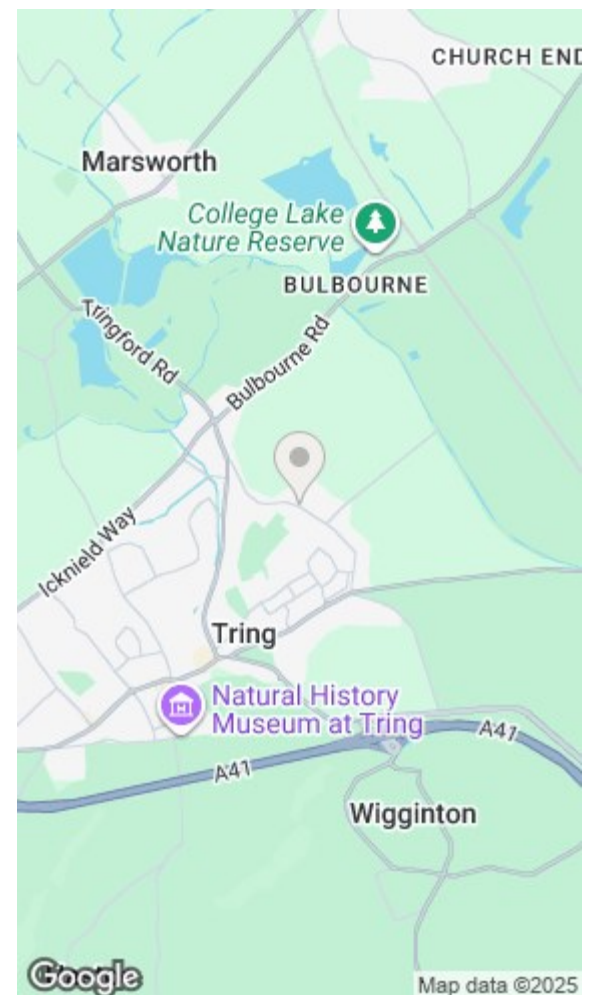 CHURCH END
Marsworth
College Lake
Nature Reserve
BULBOURNE
Tringford Rd
Bulbourne Rd
Icknield Way
Tring
Natural History
Museum at Tring
A41
A41
Wigginton
Google
Map data ©2025